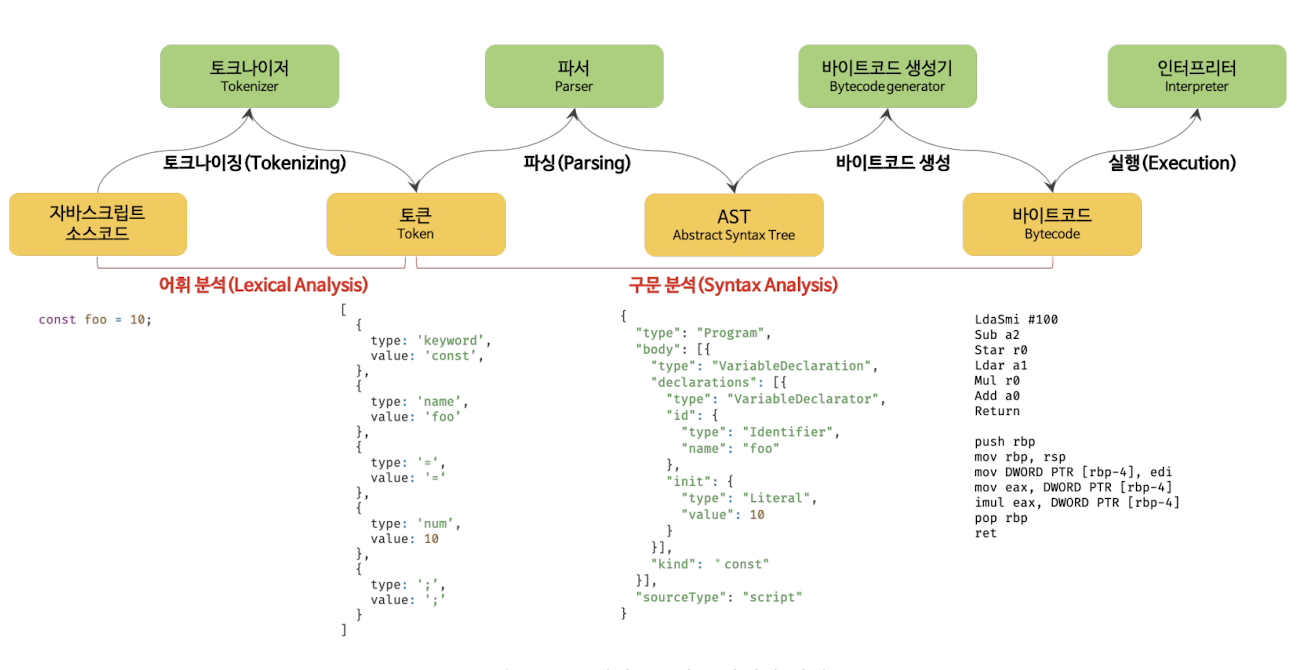 토크나이저
Tokenizer
파서
Parser
바이트코드 생성기
Bytecode generator
인터프리터
Interpreter
토크나이징(Tokenizing)
파싱(Parsing)
바이트코드 생성
실행(Execution)
자바스크립트
소스코드
토큰
Token
AST
Abstract Syntax Tree
바이트코드
Bytecode
어휘 분석(Lexical Analysis)
구문 분석(Syntax Analysis)
const foo = 10;
[
{
type: 'keyword’,
value: 'const’,
},
{
type: 'name’,
value: 'foo’
},
{
type: '=‘,
value: '=‘
},
{
type: 'num’,
value: 10
},
{
type: ';’,
value: ';’
}
]
{
"type": "Program",
"body": [{
"type": "VariableDeclaration",
"declarations": [{
"type": "VariableDeclarator",
"id": {
"type": "Identifier",
"name": "foo"
},
"init": {
"type": "Literal",
"value": 10
}
}],
"kind": "const"
}],
"sourceType": "script"
}
LdaSmi #100
Sub a2
Star r0
Ldar a1
Mul r0
Add a0
Return
push rbp
mov rbp, rsp
mov DWORD PTR [rbp-4], edi
mov eax, DWORD PTR [rbp-4]
imul eax, DWORD PTR [rbp-4]
pop rbp
ret